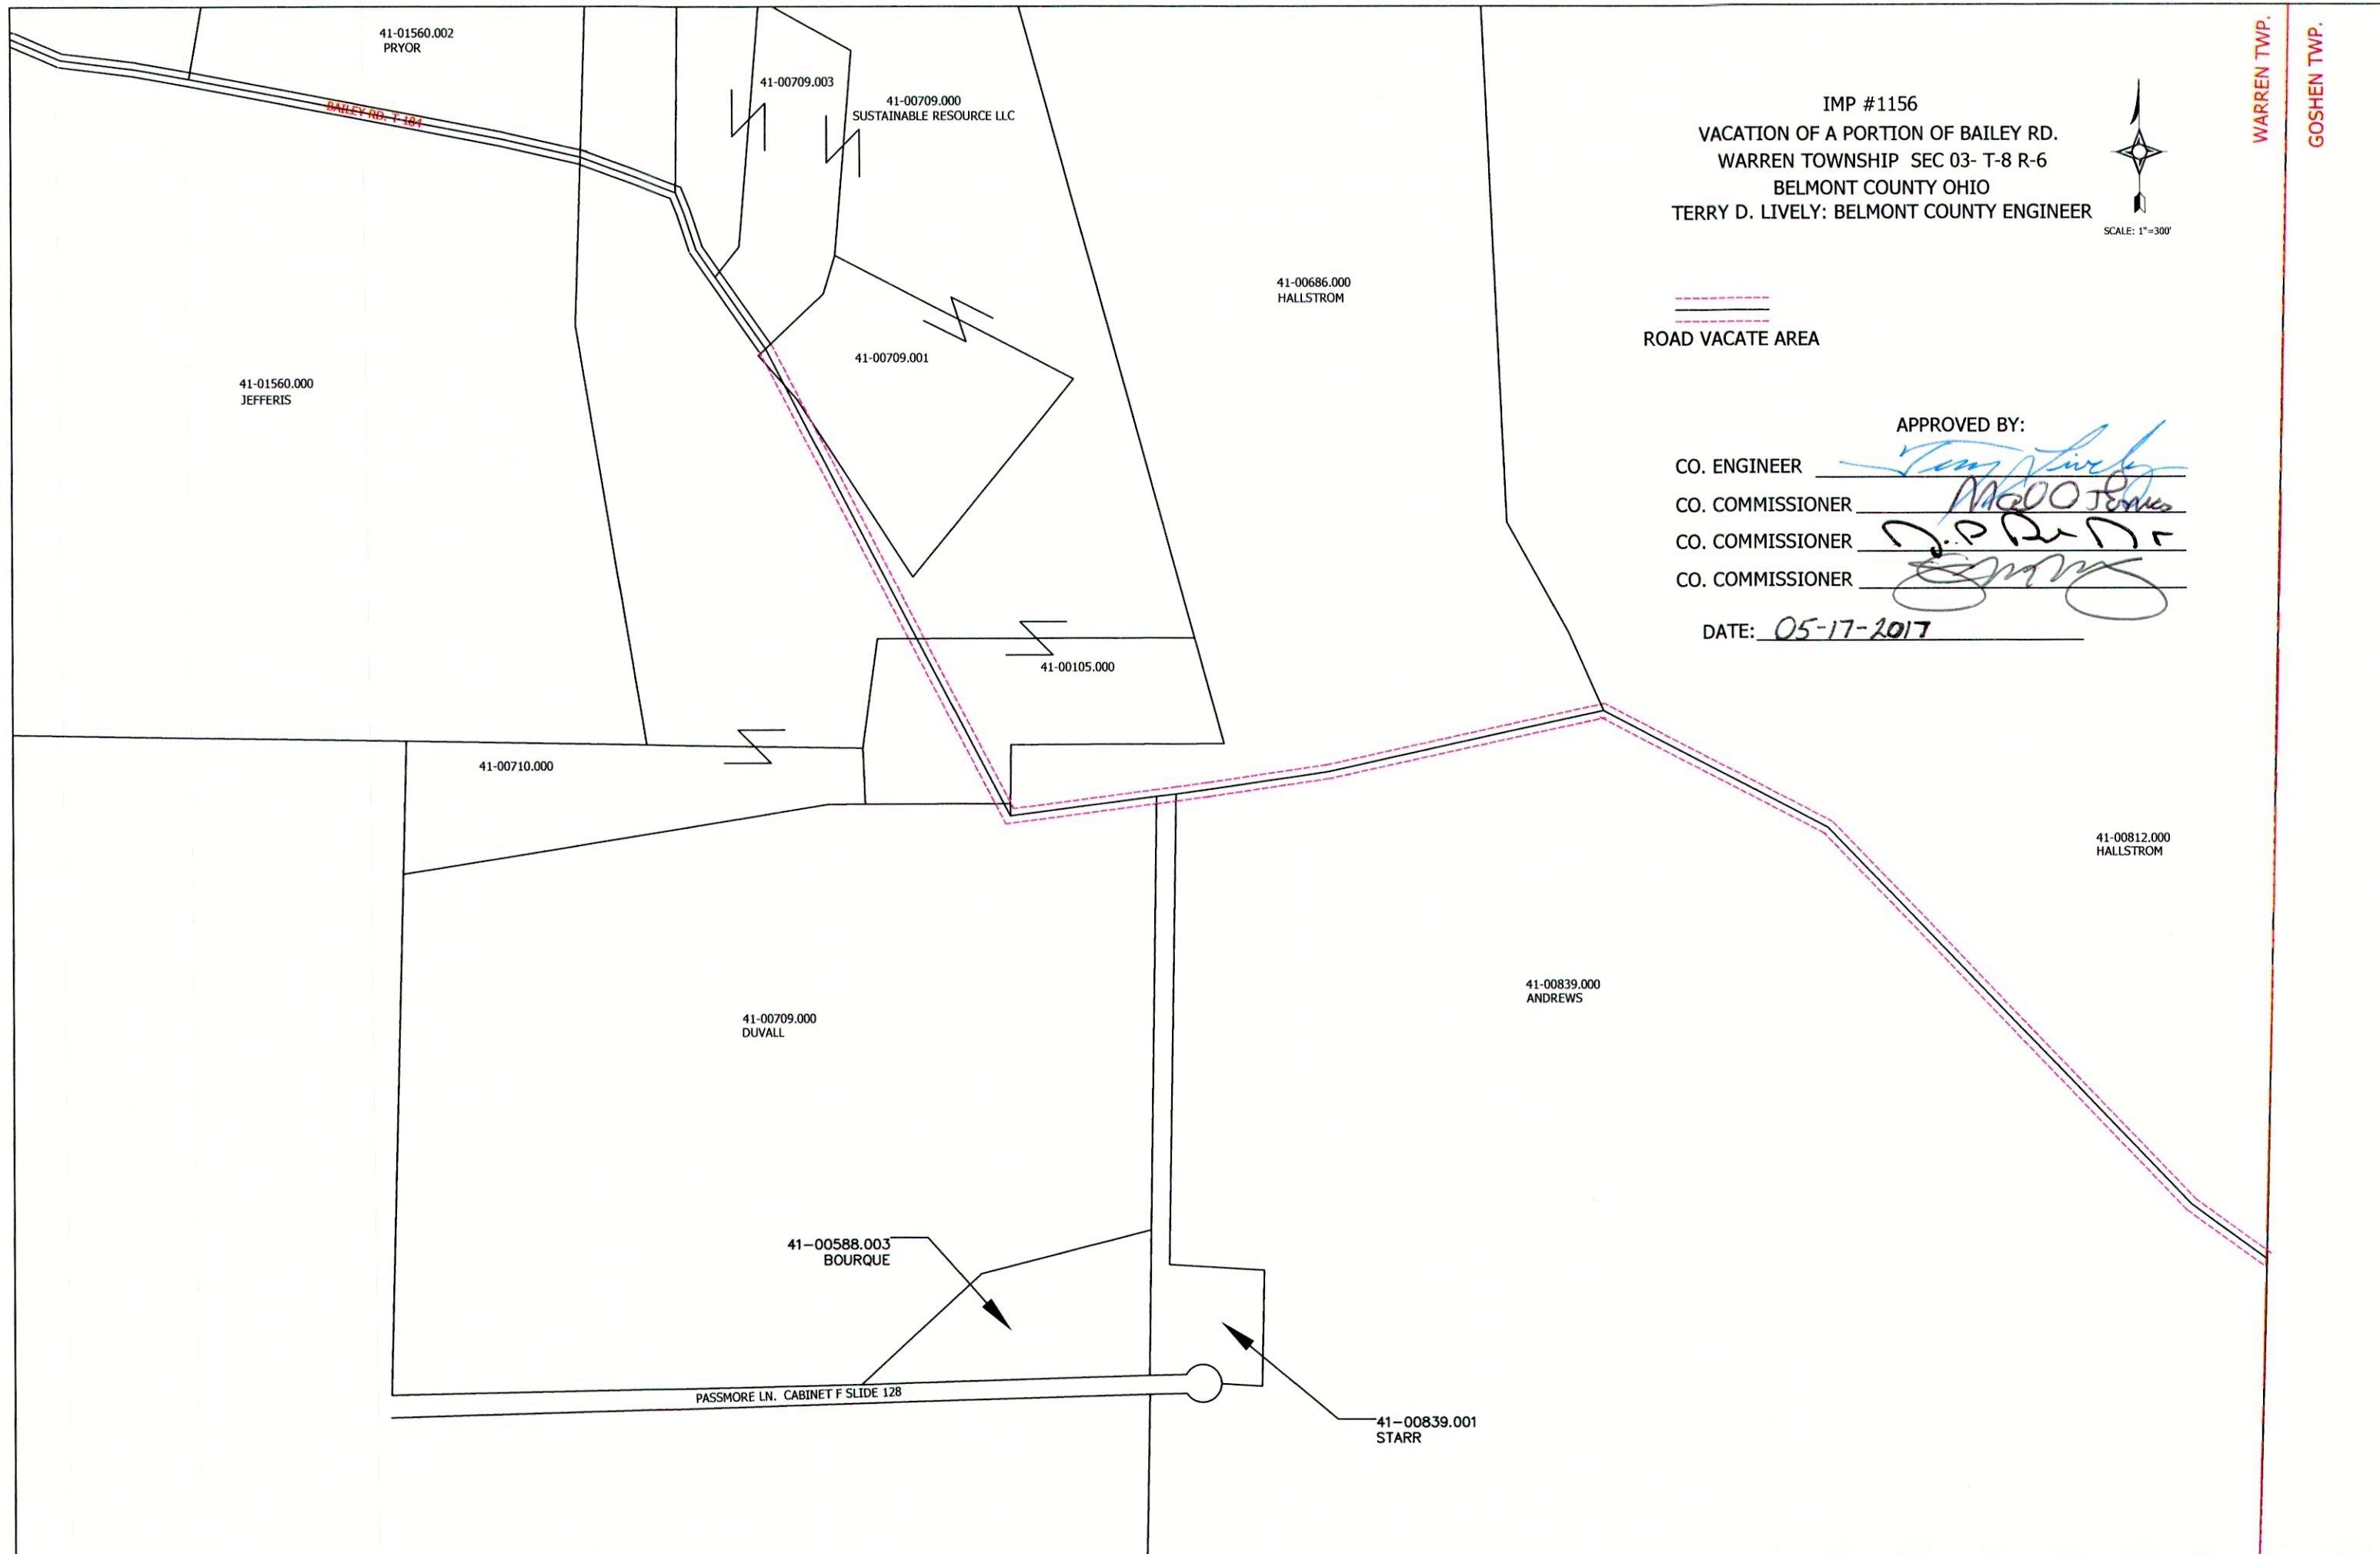 41-01560.002
PRYOR
BAILEY RD. T-184
41-00709.003
41-00709.000
SUSTAINABLE RESOURCE LLC
IMP #1156
VACATION OF A PORTION OF BAILEY RD.
WARREN TOWNSHIP SEC 03- T-8 R-6
BELMONT COUNTY OHIO
TERRY D. LIVELY: BELMONT COUNTY ENGINEER
SCALE: 1"=300'
WARREN TWP.
GOSHEN TWP.
41-00686.000
HALLSTROM
ROAD VACATE AREA
41-00709.001
41-01560.000
JEFFERIS
APPROVED BY:
CO. ENGINEER Terry Lively
CO. COMMISSIONER
CO. COMMISSIONER
CO. COMMISSIONER
DATE: 05-17-2017
41-00105.000
41-00710.000
41-00812.000
HALLSTROM
41-00839.000
ANDREWS
41-00709.000
DUVALL
41-00588.003
BOURQUE
PASSMORE LN. CABINET F SLIDE 128
41-00839.001
STARR